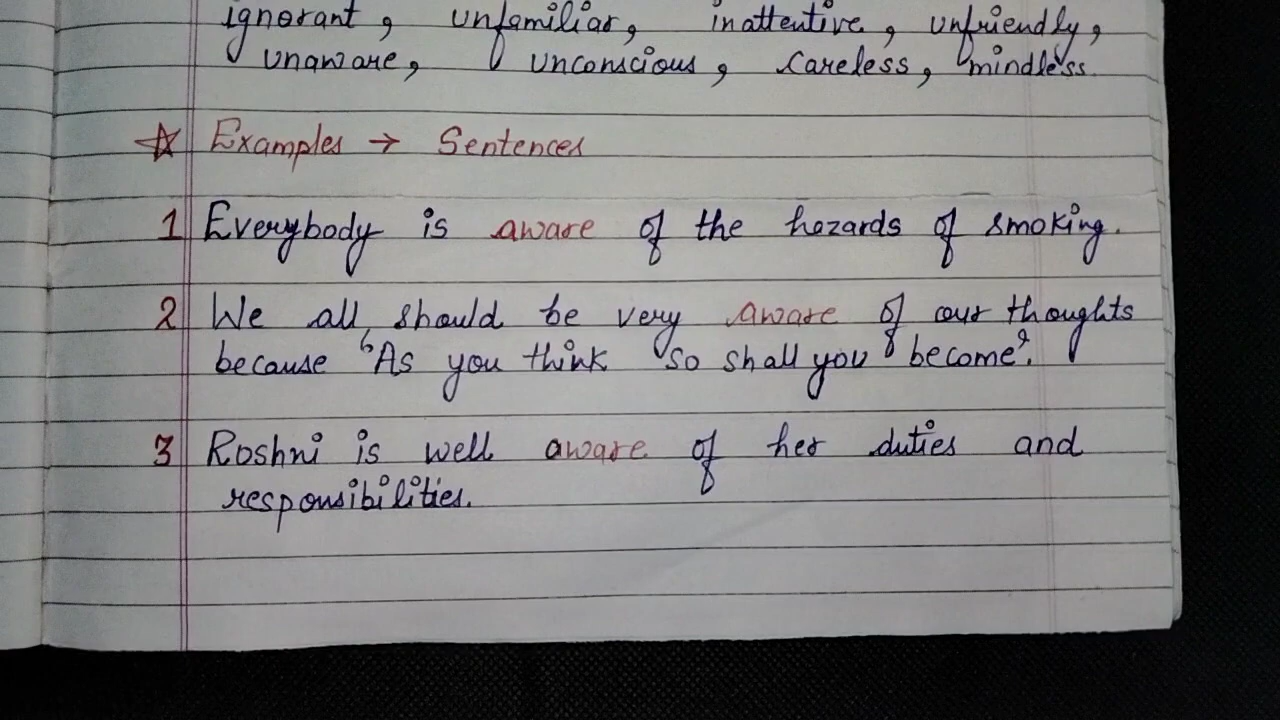 ignorant, unfamiliar, inattentive, unfriendly,
unaware, unconscious, careless, mindless
☆ Examples → Sentences
1 Everybody is aware of the hazards of smoking.
2 We all should be very aware of our thoughts
because 'As you think so shall you become'.
3 Roshni is well aware of her duties and
responsibilities.